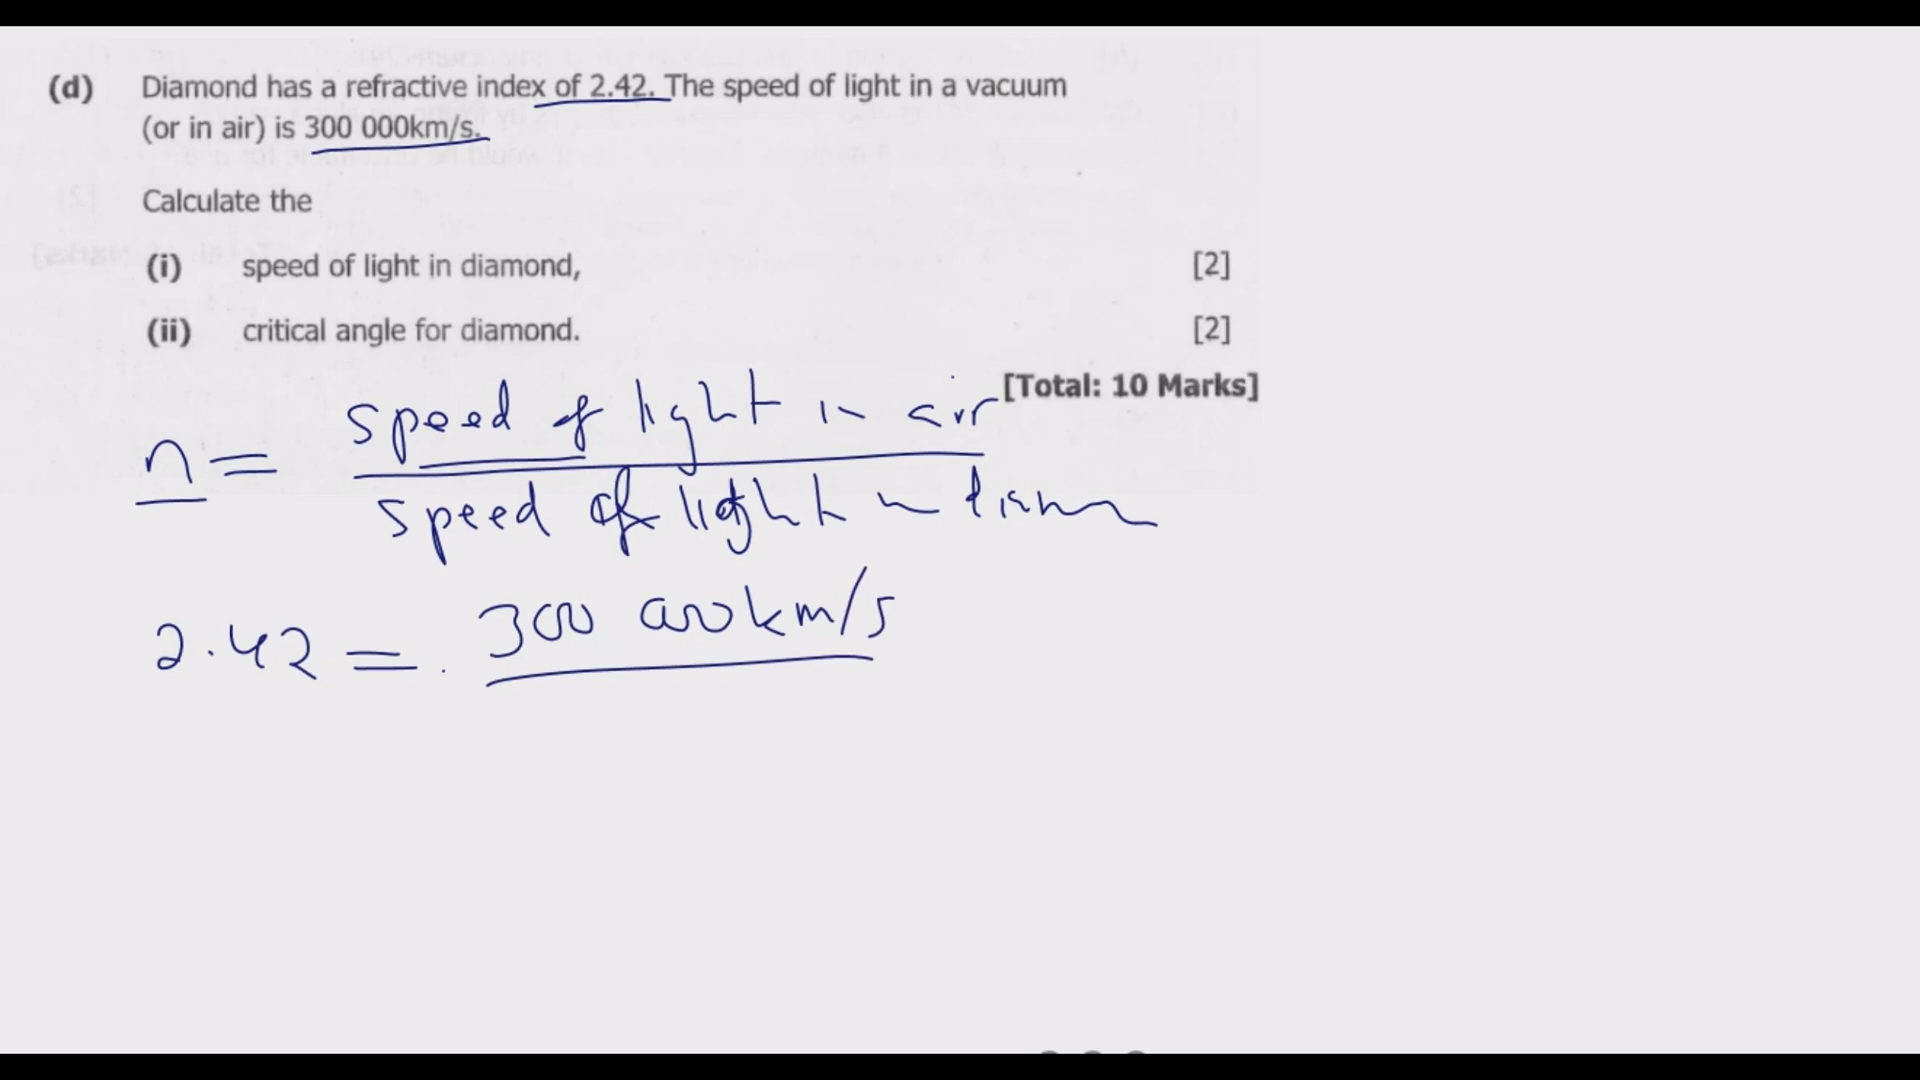 (d) Diamond has a refractive index of 2.42. The speed of light in a vacuum
(or in air) is 300 000km/s.
Calculate the
(i) speed of light in diamond, [2]
(ii) critical angle for diamond. [2]
[Total: 10 Marks]
n = speed of light in air
speed of light in
2.42 = 300 000km/s